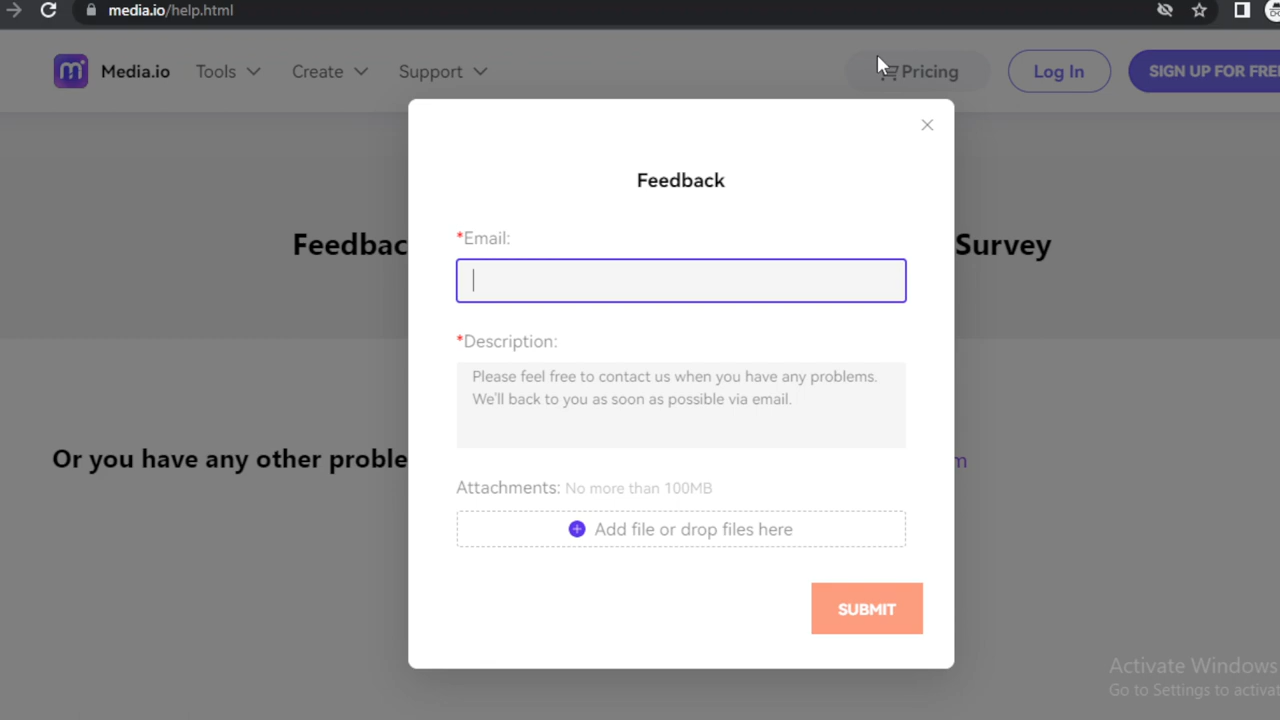 media.io/help.html
Media.io Tools Create Support Pricing Log In SIGN UP FOR FREE
Feedback
*Email:
Feedbac Survey
*Description:
Please feel free to contact us when you have any problems.
We'll back to you as soon as possible via email.
Or you have any other proble m
Attachments: No more than 100MB
Add file or drop files here
SUBMIT
Activate Windows
Go to Settings to activat